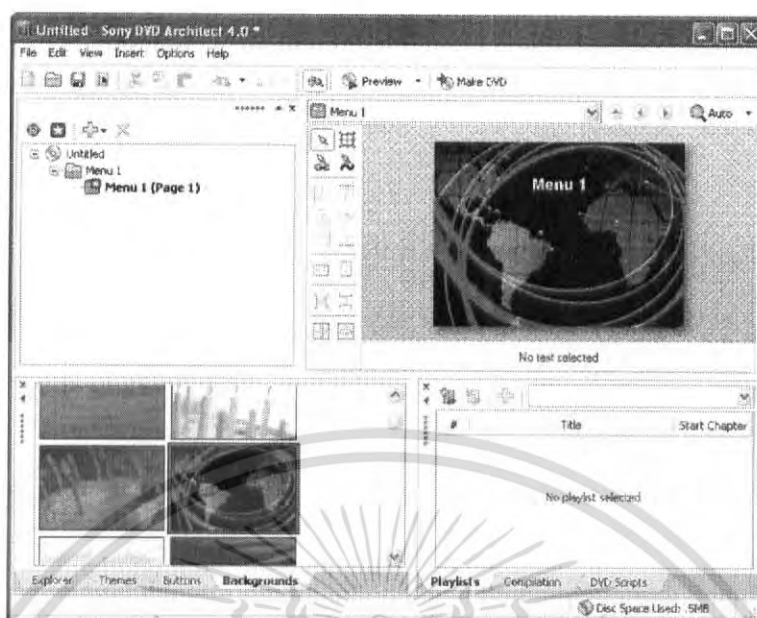 Untitled - Sony DVD Architect 4.0 *
File Edit View Insert Options Help
Preview Make DVD
Menu 1 Auto
Untitled
Menu 1
Menu 1 (Page 1)
Menu 1
No text selected
# Title Start Chapter
No playlist selected
Explorer Themes Buttons Backgrounds
Playlists Compilation DVD Scripts
Disc Space Used: .5MB